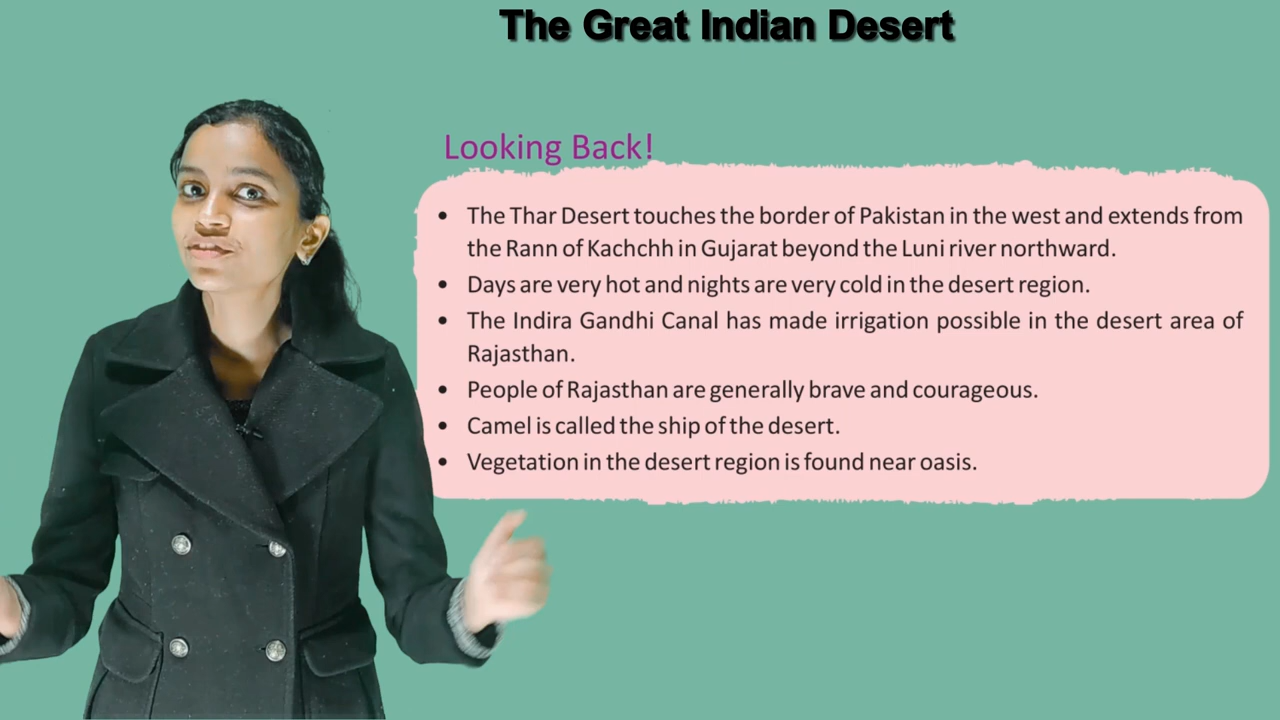 The Great Indian Desert
Looking Back!
• The Thar Desert touches the border of Pakistan in the west and extends from
the Rann of Kachchh in Gujarat beyond the Luni river northward.
• Days are very hot and nights are very cold in the desert region.
• The Indira Gandhi Canal has made irrigation possible in the desert area of
Rajasthan.
• People of Rajasthan are generally brave and courageous.
• Camel is called the ship of the desert.
• Vegetation in the desert region is found near oasis.